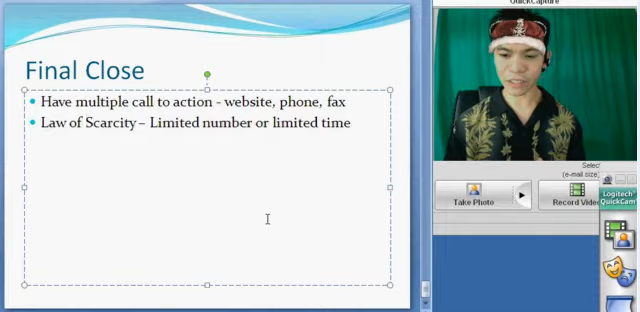 QuickCapture
Final Close
Have multiple call to action - website, phone, fax
Law of Scarcity – Limited number or limited time
Select
(e-mail size)
Take Photo
Record Video
Logitech
QuickCam